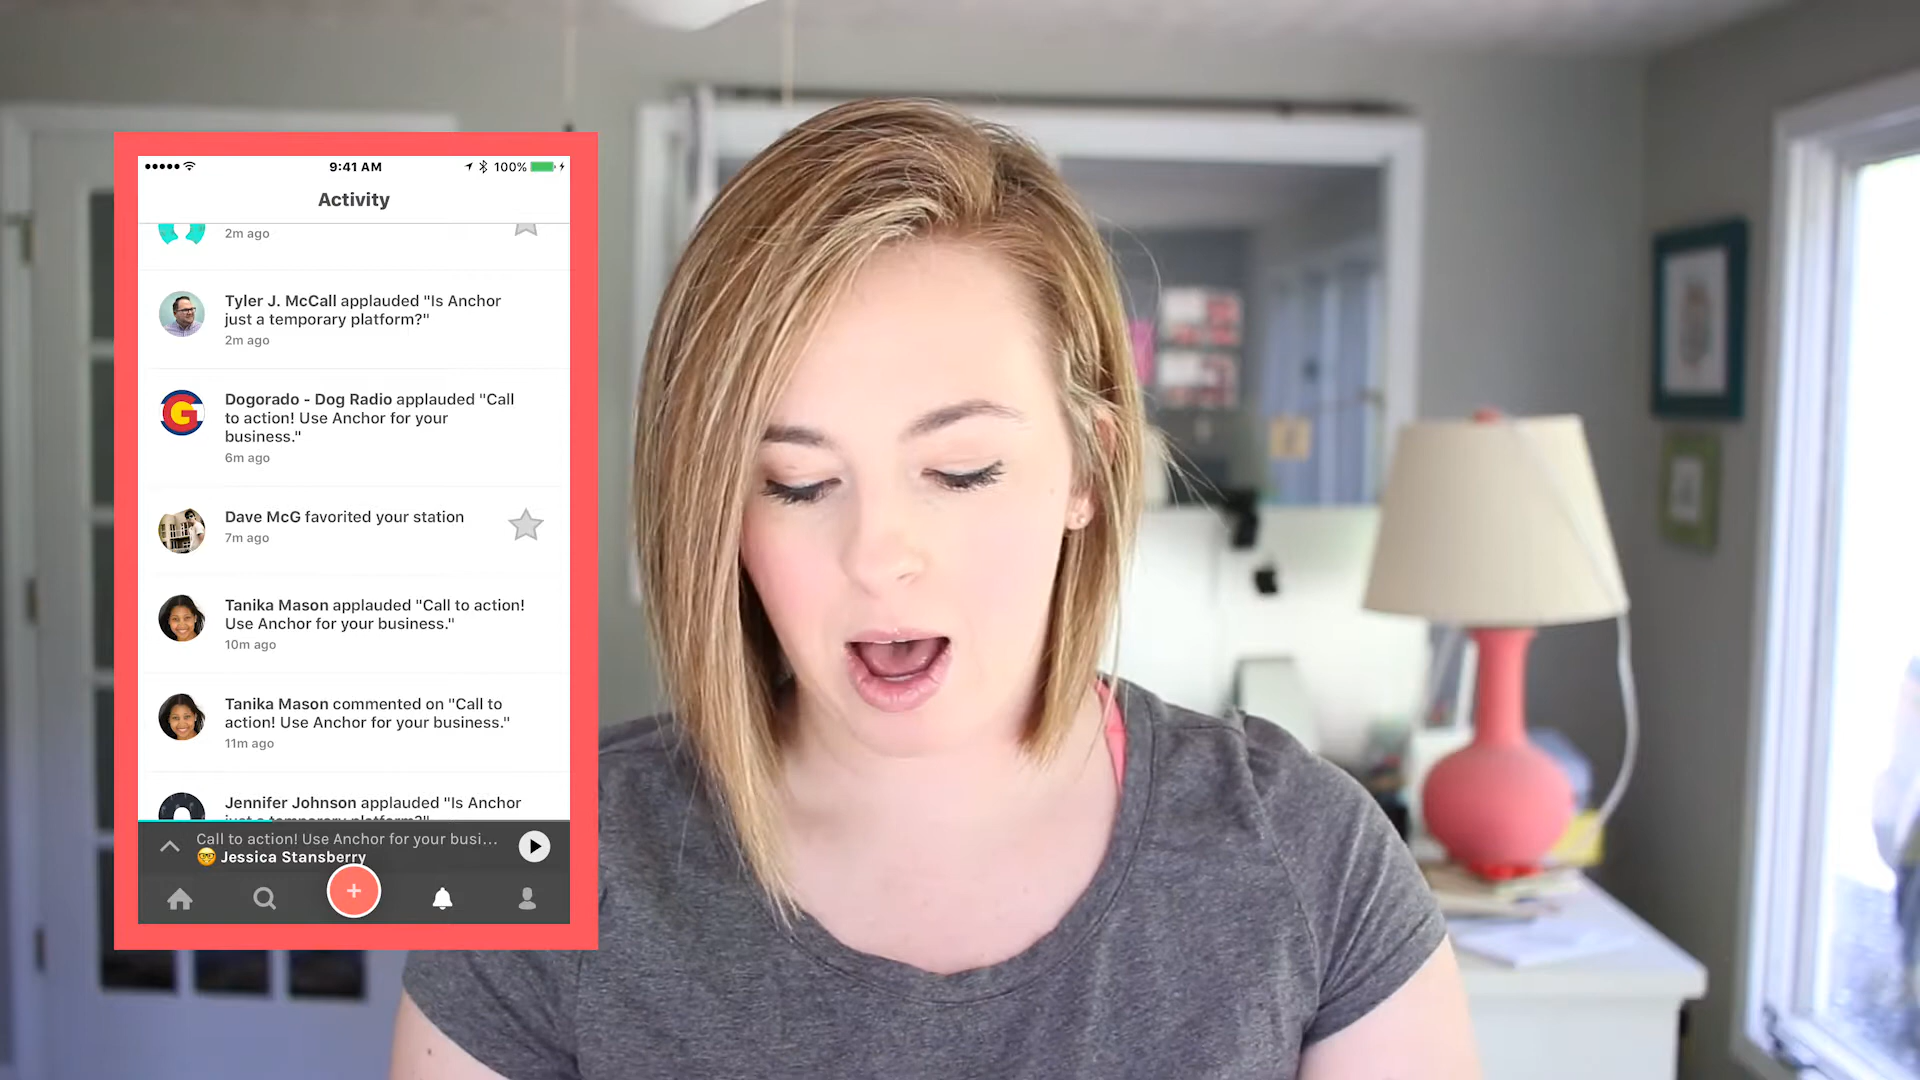 9:41 AM
100%
Activity
2m ago
Tyler J. McCall applauded "Is Anchor
just a temporary platform?"
2m ago
G
Dogorado - Dog Radio applauded "Call
to action! Use Anchor for your
business."
6m ago
Dave McG favorited your station
7m ago
Tanika Mason applauded "Call to action!
Use Anchor for your business."
10m ago
Tanika Mason commented on "Call to
action! Use Anchor for your business."
11m ago
Jennifer Johnson applauded "Is Anchor
just a temporary platform?"
Call to action! Use Anchor for your busi...
🤓 Jessica Stansberry